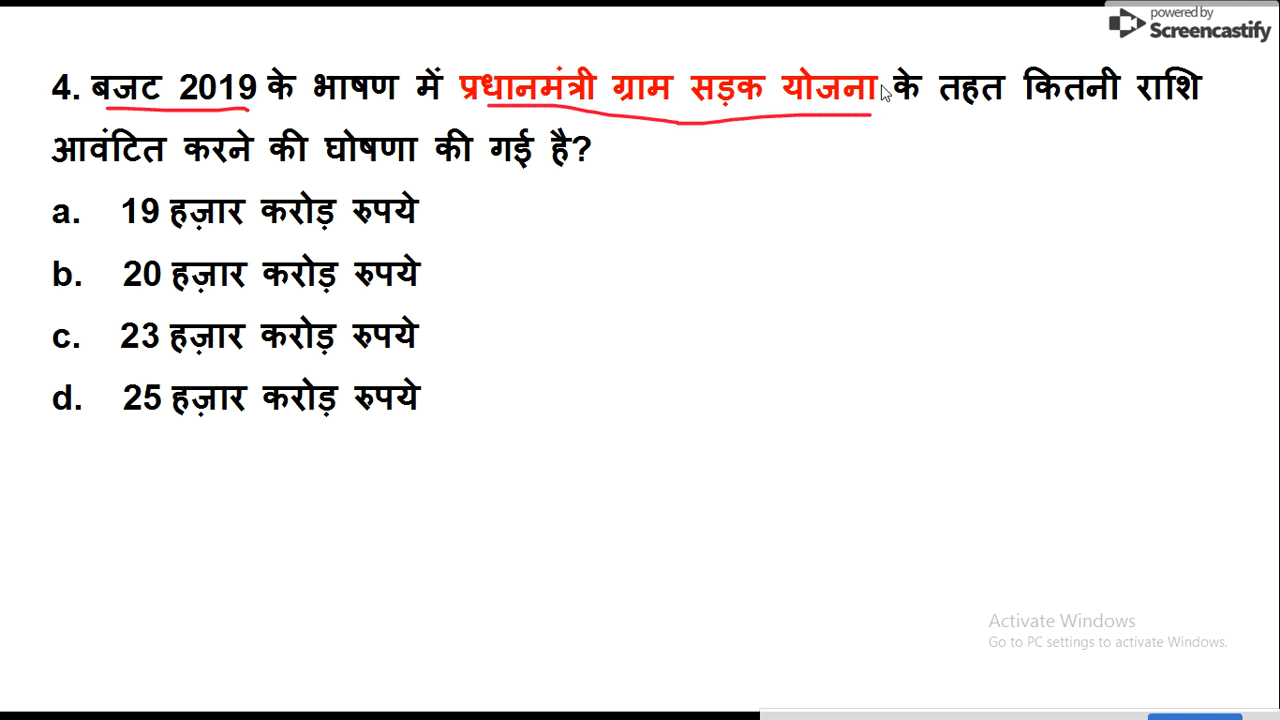 powered by
Screencastify
4. बजट 2019 के भाषण में प्रधानमंत्री ग्राम सड़क योजना के तहत कितनी राशि
आवंटित करने की घोषणा की गई है?
a. 19 हज़ार करोड़ रुपये
b. 20 हज़ार करोड़ रुपये
c. 23 हज़ार करोड़ रुपये
d. 25 हज़ार करोड़ रुपये
Activate Windows
Go to PC settings to activate Windows.